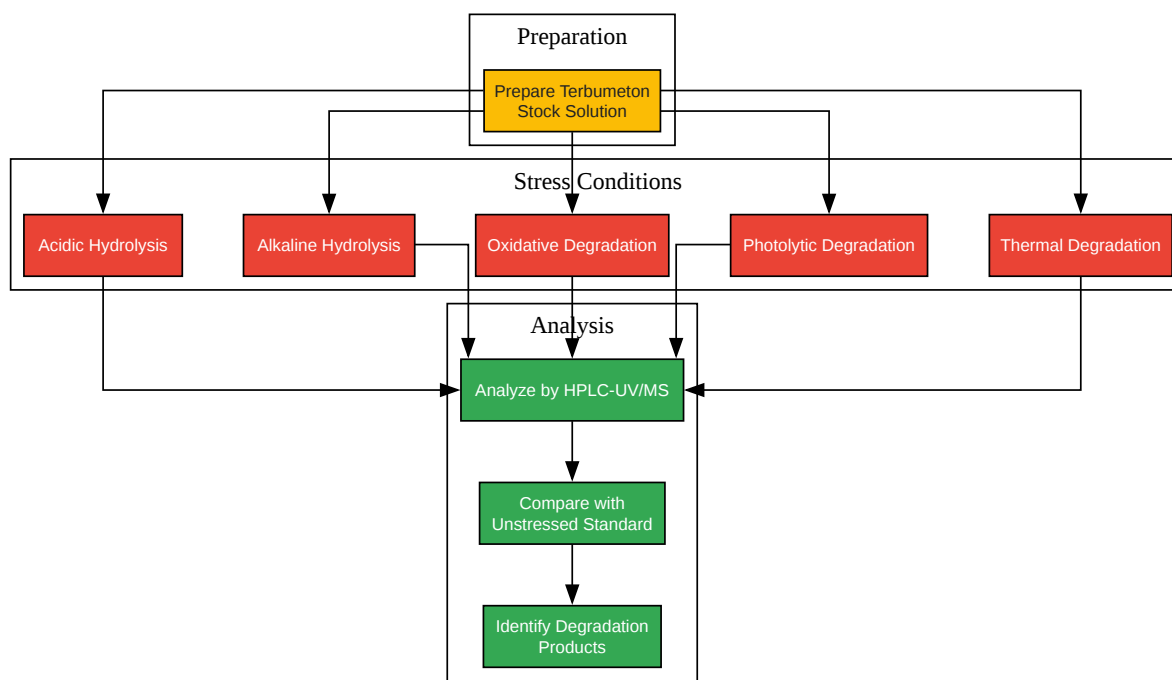 Preparation
Prepare Terbumeton
Stock Solution
Stress Conditions
Acidic Hydrolysis
Alkaline Hydrolysis
Oxidative Degradation
Photolytic Degradation
Thermal Degradation
Analysis
Analyze by HPLC-UV/MS
Compare with
Unstressed Standard
Identify Degradation
Products